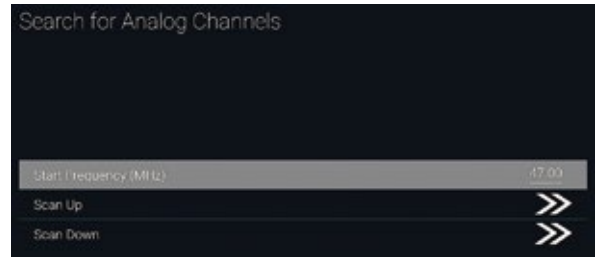 Search for Analog Channels
Start Frequency (MHz) 47.00
Scan Up
Scan Down